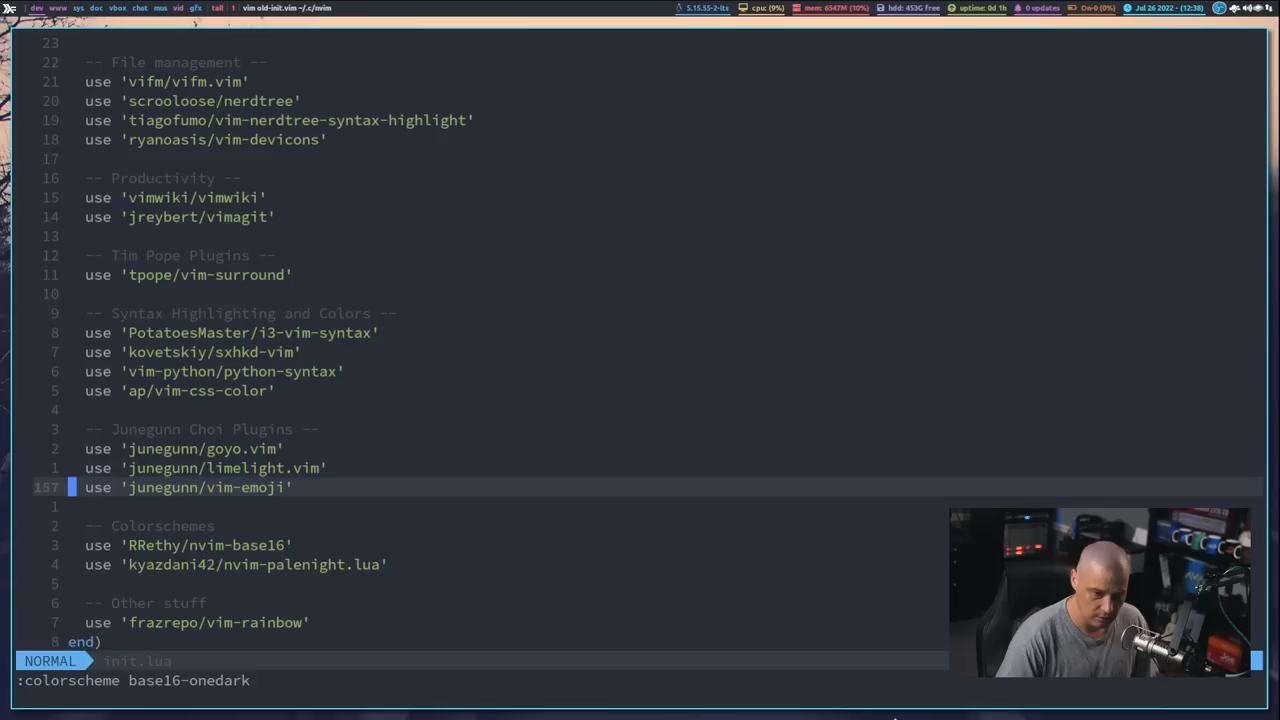 dev www sys doc vbox chat mus vid gfx tall 1 vim old-init.vim ~/.c/nvim
5.15.55-2-lts cpu (9%) mem: 6547M (10%) hdd: 453G free uptime: 0d 1h 0 updates On-0 (0%) Jul 26 2022 - (12:38)
23
22 -- File management --
21 use 'vifm/vifm.vim'
20 use 'scrooloose/nerdtree'
19 use 'tiagofumo/vim-nerdtree-syntax-highlight'
18 use 'ryanoasis/vim-devicons'
17
16 -- Productivity --
15 use 'vimwiki/vimwiki'
14 use 'jreybert/vimagit'
13
12 -- Tim Pope Plugins --
11 use 'tpope/vim-surround'
10
9 -- Syntax Highlighting and Colors --
8 use 'PotatoesMaster/i3-vim-syntax'
7 use 'kovetskiy/sxhkd-vim'
6 use 'vim-python/python-syntax'
5 use 'ap/vim-css-color'
4
3 -- Junegunn Choi Plugins --
2 use 'junegunn/goyo.vim'
1 use 'junegunn/limelight.vim'
157 use 'junegunn/vim-emoji'
1
2 -- Colorschemes
3 use 'RRethy/nvim-base16'
4 use 'kyazdani42/nvim-palenight.lua'
5
6 -- Other stuff
7 use 'frazrepo/vim-rainbow'
8 end)
NORMAL init.lua
:colorscheme base16-onedark